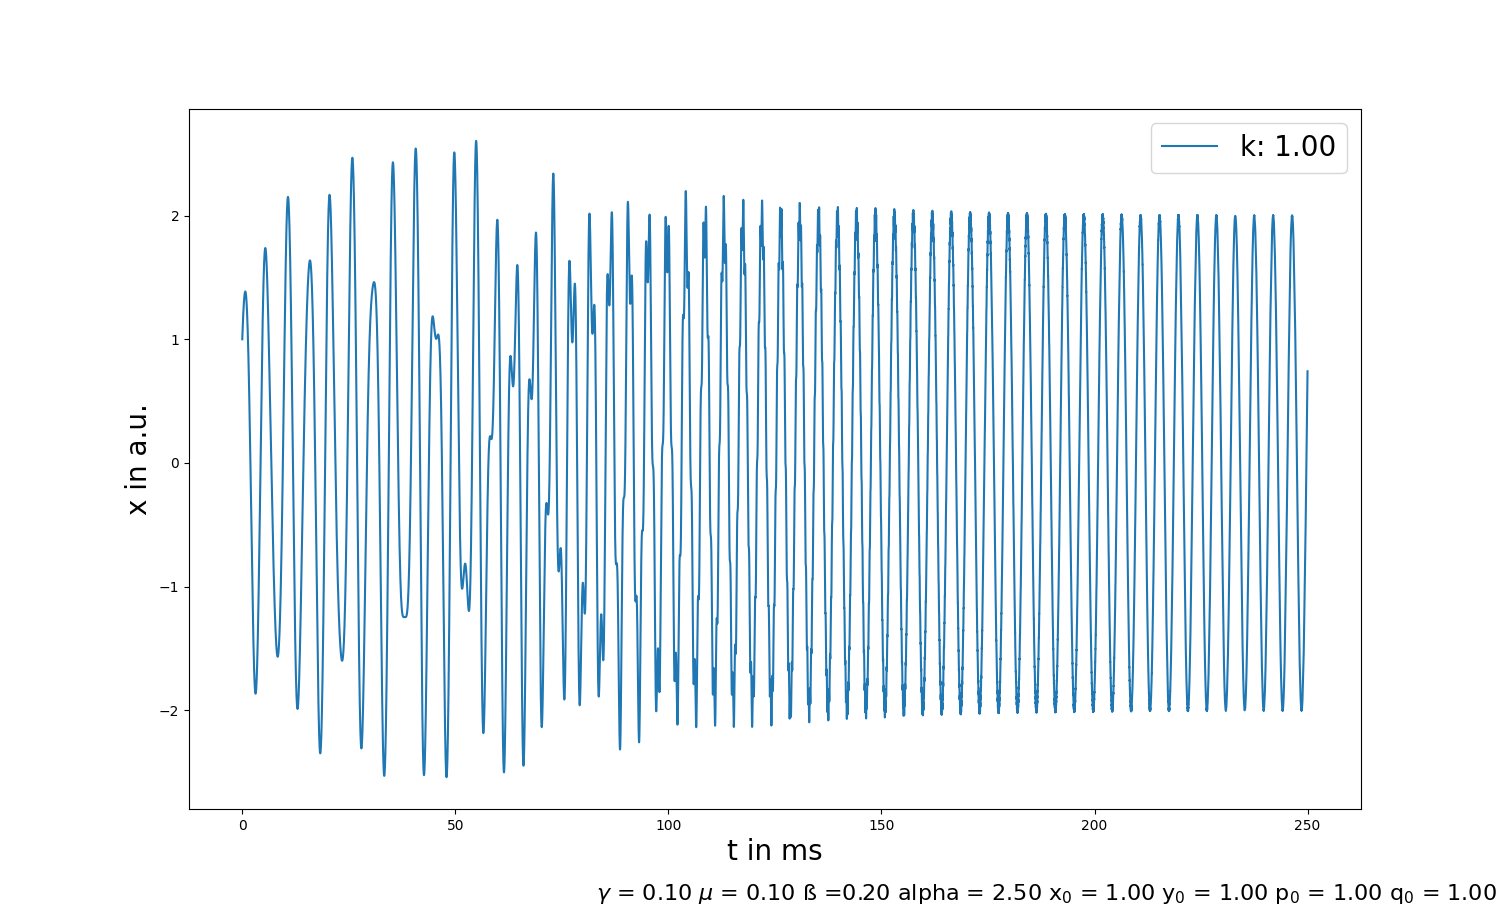 k: 1.00
2
1
0
−1
−2
x in a.u.
0 50 100 150 200 250
t in ms
γ = 0.10 μ = 0.10 ß =0.20 alpha = 2.50 x₀ = 1.00 y₀ = 1.00 p₀ = 1.00 q₀ = 1.00